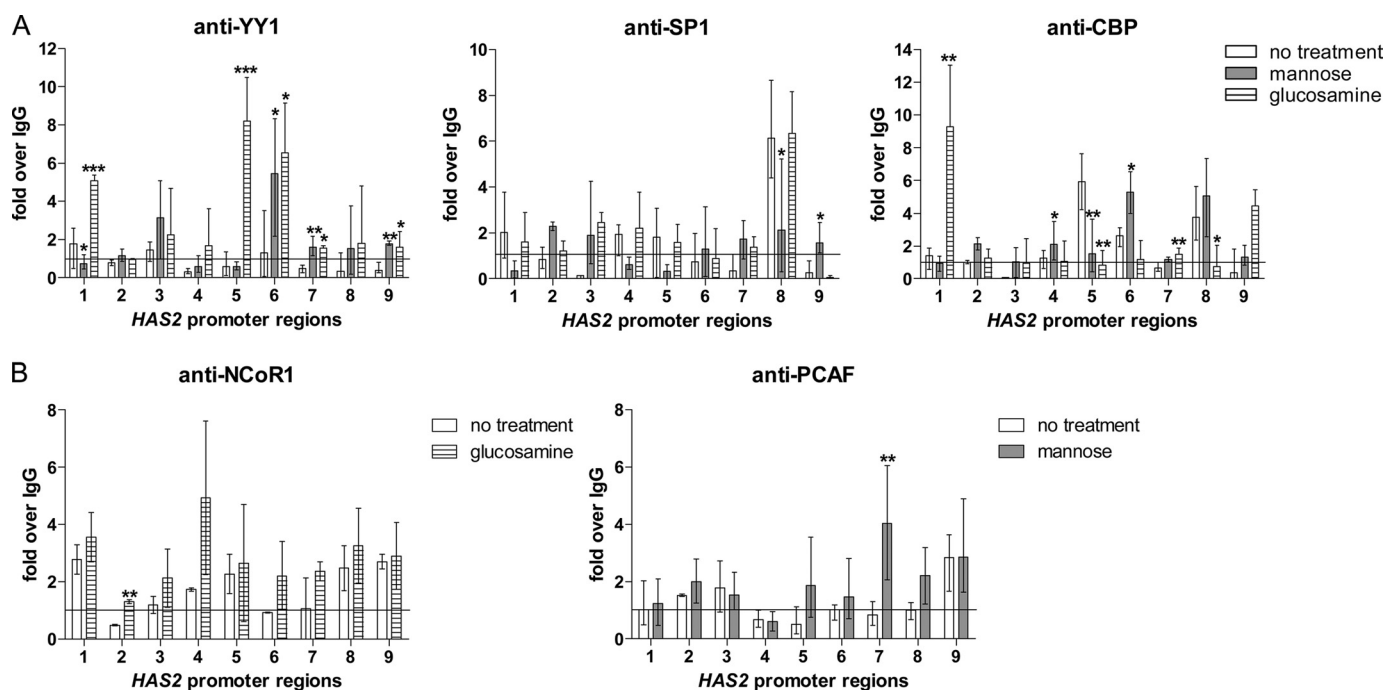 A
anti-YY1
12
10
8
6
4
2
0
fold over IgG
***
*
***
*
*
**
*
**
*
1 2 3 4 5 6 7 8 9
HAS2 promoter regions
anti-SP1
10
8
6
4
2
0
fold over IgG
*
*
1 2 3 4 5 6 7 8 9
HAS2 promoter regions
anti-CBP
14
12
10
8
6
4
2
0
fold over IgG
**
*
**
**
*
**
*
1 2 3 4 5 6 7 8 9
HAS2 promoter regions
no treatment
mannose
glucosamine
B
anti-NCoR1
8
6
4
2
0
fold over IgG
**
1 2 3 4 5 6 7 8 9
HAS2 promoter regions
no treatment
glucosamine
anti-PCAF
8
6
4
2
0
fold over IgG
**
1 2 3 4 5 6 7 8 9
HAS2 promoter regions
no treatment
mannose